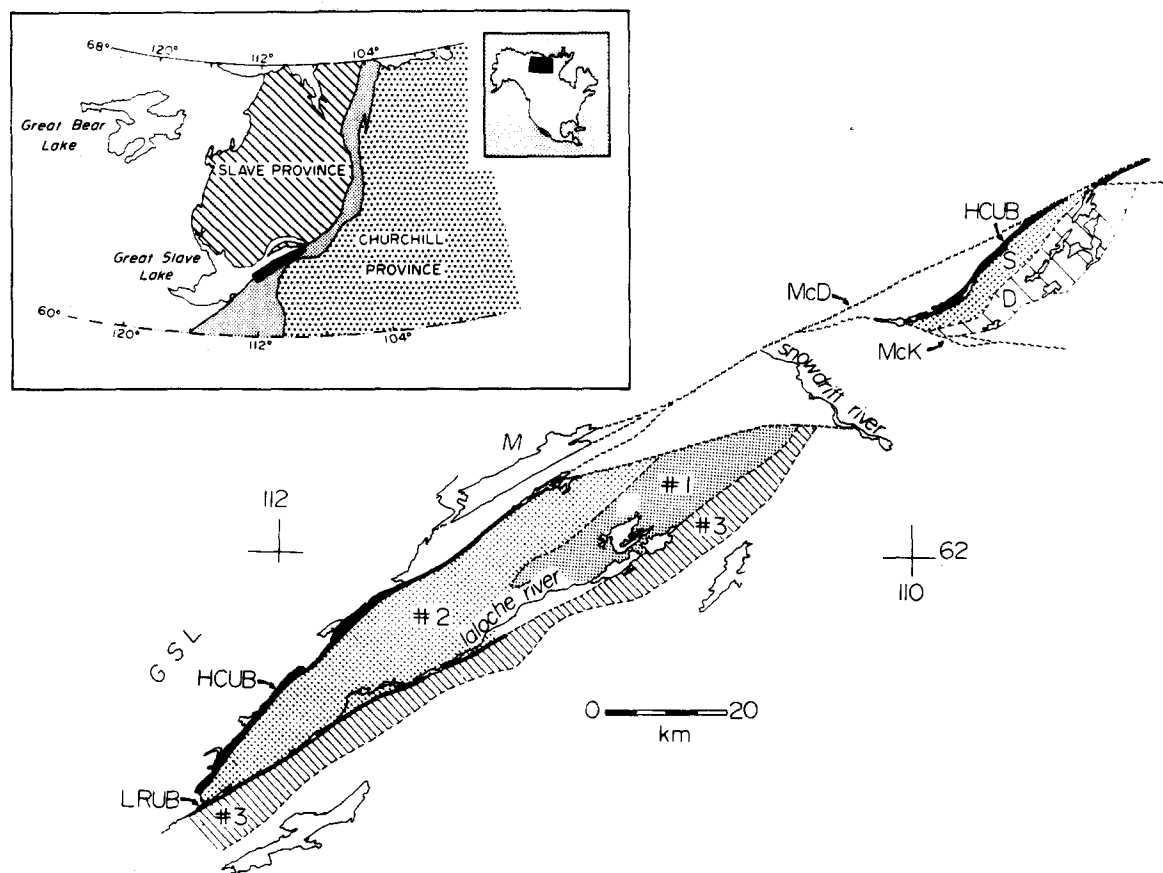 68°
120°
112°
104°
Great Bear
Lake
SLAVE PROVINCE
Great Slave
Lake
CHURCHILL
PROVINCE
60°
120°
112°
104°
HCUB
S
D
McD
McK
snowdrift river
M
#1
#3
112
62
110
#2
laloche river
GSL
HCUB
0 20
km
LRUB
#3